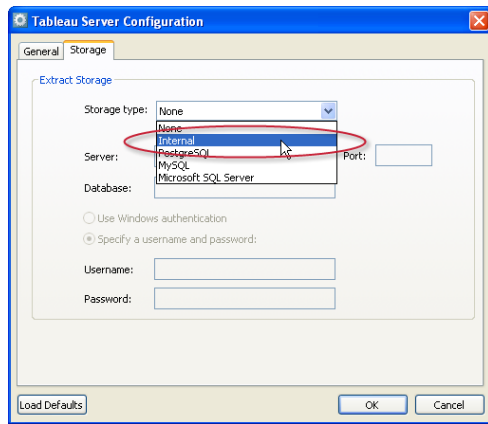 Tableau Server Configuration
General Storage
Extract Storage
Storage type: None
None
Internal
PostgreSQL
MySQL
Microsoft SQL Server
Server: Port:
Database:
Use Windows authentication
Specify a username and password:
Username:
Password:
Load Defaults OK Cancel